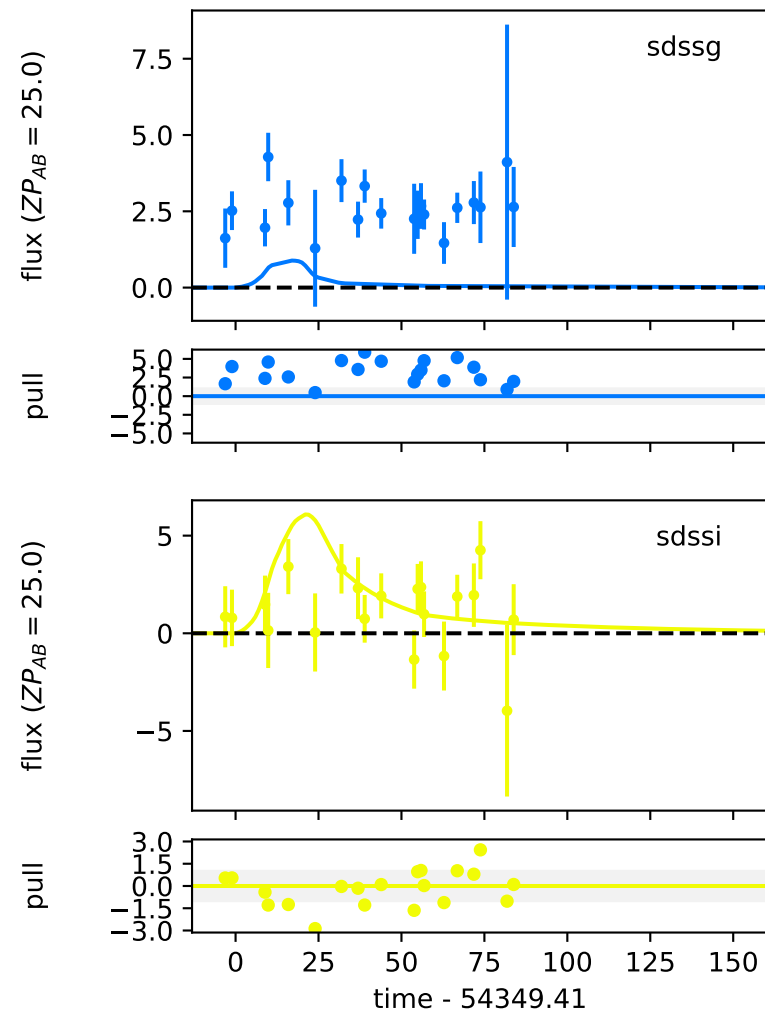 sdssg
flux (ZP_AB = 25.0)
7.5
5.0
2.5
0.0
pull
5.0
2.5
0.0
−2.5
−5.0
sdssi
flux (ZP_AB = 25.0)
5
0
−5
pull
3.0
1.5
0.0
−1.5
−3.0
0 25 50 75 100 125 150
time - 54349.41